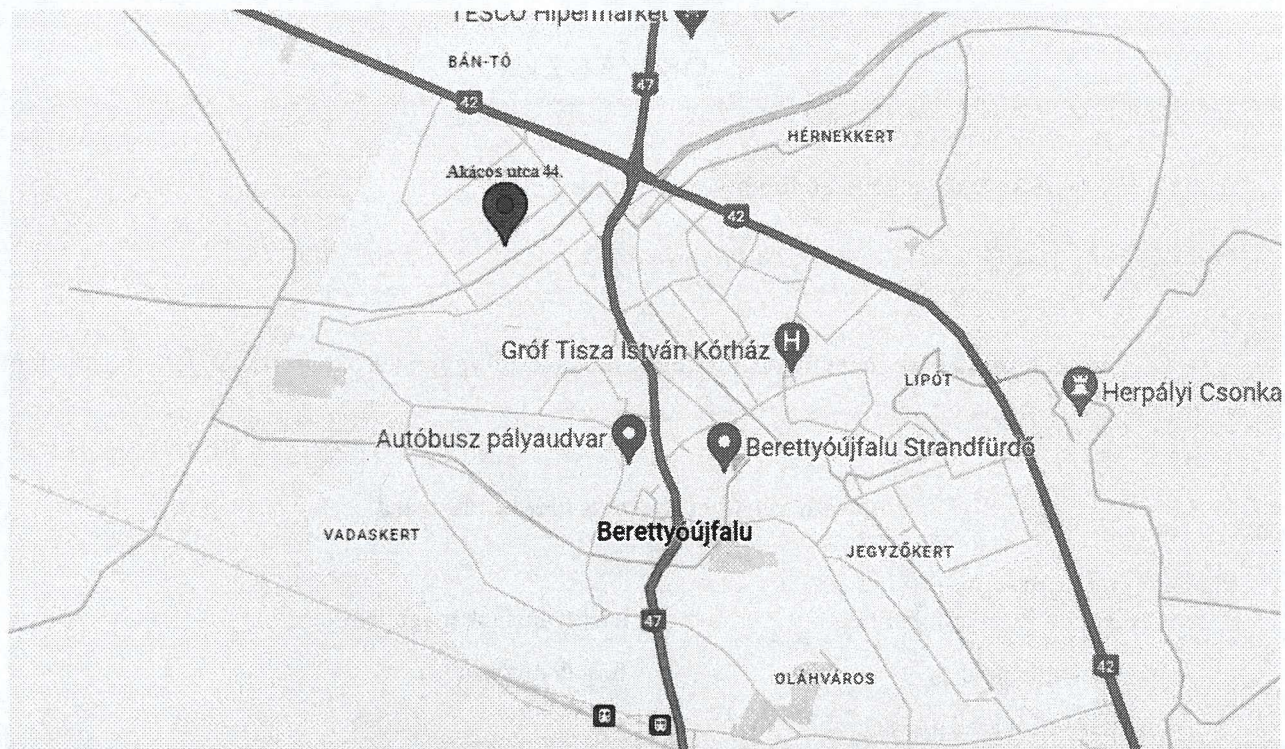 TESCO Hipermarket
BÁN-TÓ
47
42
HÉRNEKKERT
Akácos utca 44.
42
Gróf Tisza István Kórház
H
LIPÓT
Herpályi Csonka
Autóbusz pályaudvar
Berettyóújfalu Strandfürdő
VADASKERT
Berettyóújfalu
JEGYZŐKERT
47
42
OLÁHVÁROS